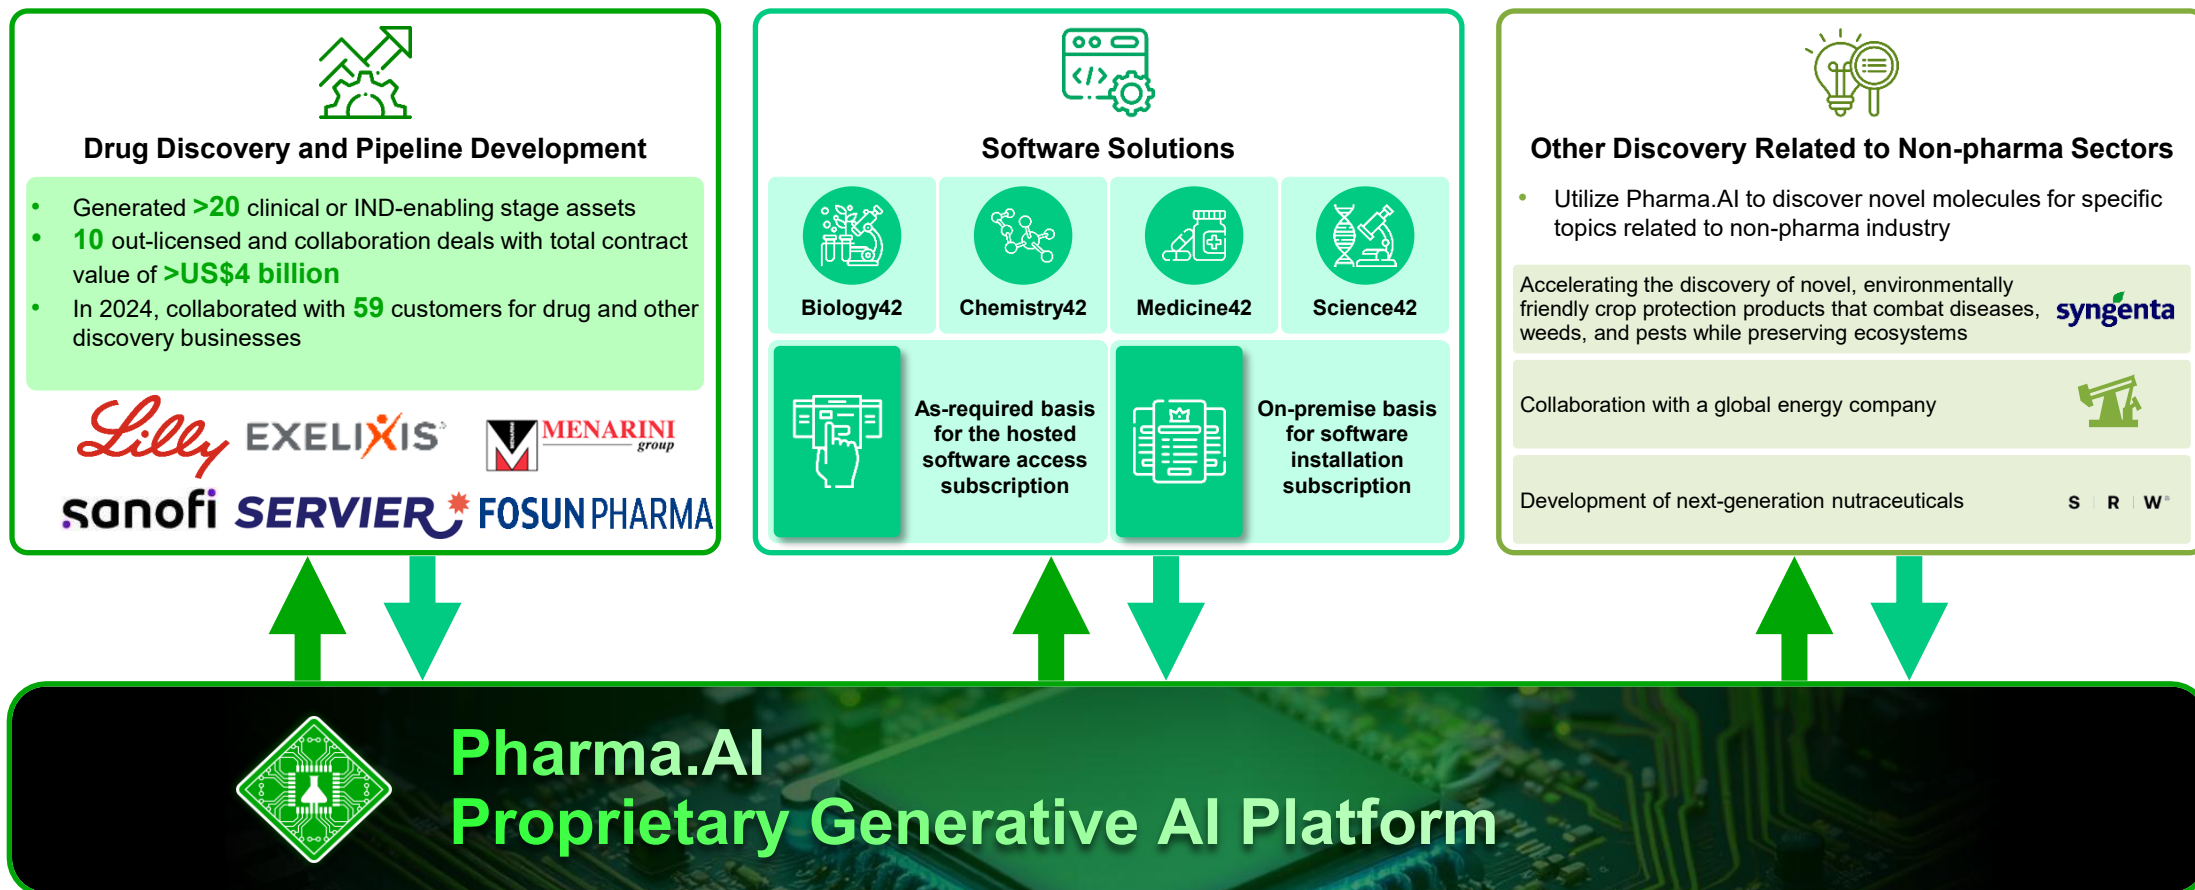 Drug Discovery and Pipeline Development
• Generated >20 clinical or IND-enabling stage assets
• 10 out-licensed and collaboration deals with total contract
value of >US$4 billion
• In 2024, collaborated with 59 customers for drug and other
discovery businesses
Lilly
EXELIXIS
MENARINI
group
sanofi
SERVIER
FOSUN PHARMA
Software Solutions
Biology42
Chemistry42
Medicine42
Science42
As-required basis
for the hosted
software access
subscription
On-premise basis
for software
installation
subscription
Other Discovery Related to Non-pharma Sectors
• Utilize Pharma.AI to discover novel molecules for specific
topics related to non-pharma industry
Accelerating the discovery of novel, environmentally
friendly crop protection products that combat diseases,
weeds, and pests while preserving ecosystems
syngenta
Collaboration with a global energy company
Development of next-generation nutraceuticals
S | R | W
Pharma.AI
Proprietary Generative AI Platform